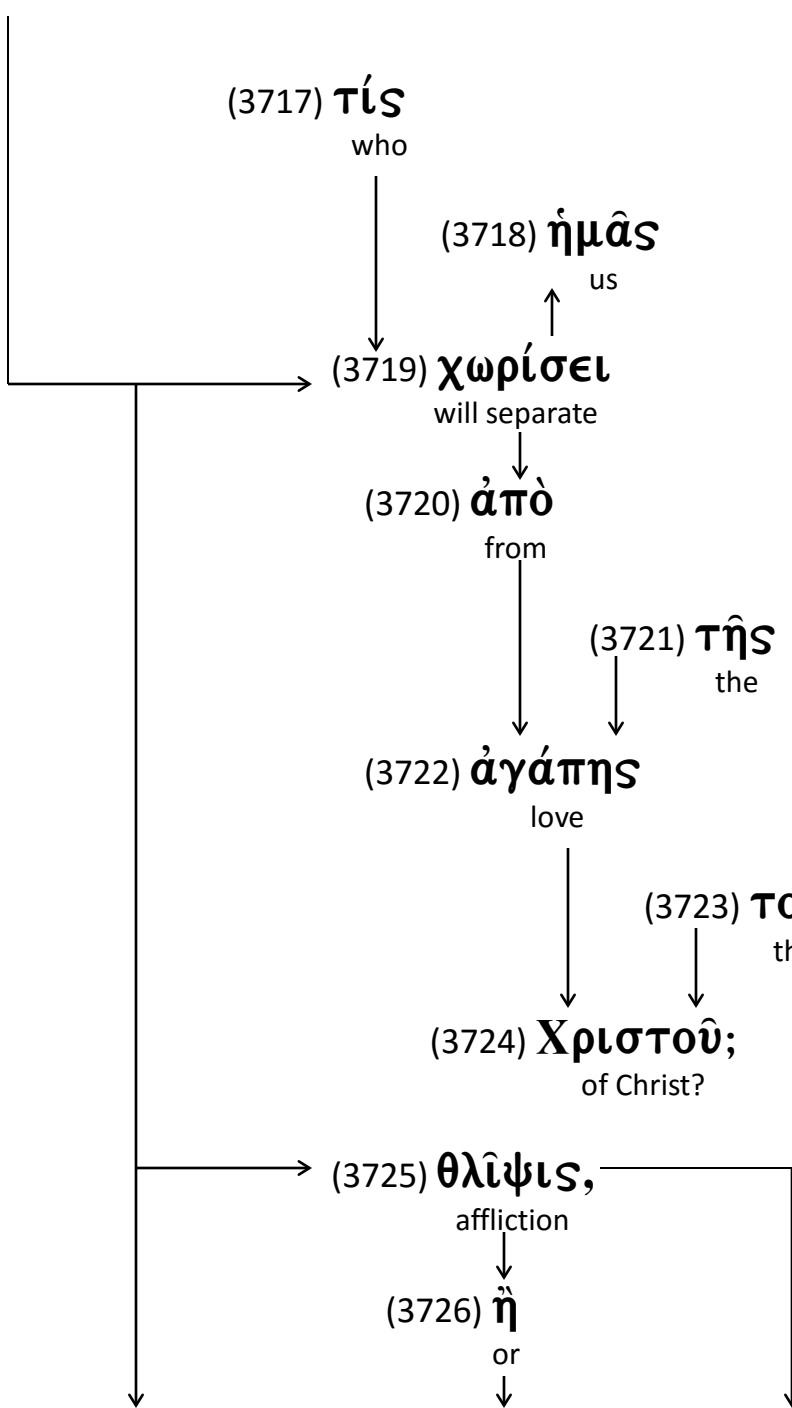 (3717) τίς
who
(3718) ἡμᾶς
us
(3719) χωρίσει
will separate
(3720) ἀπὸ
from
(3721) τῆς
the
(3722) ἀγάπης
love
(3723)
(3724) Χριστοῦ;
of Christ?
(3725) θλῖψις,
affliction
(3726) ἢ
or